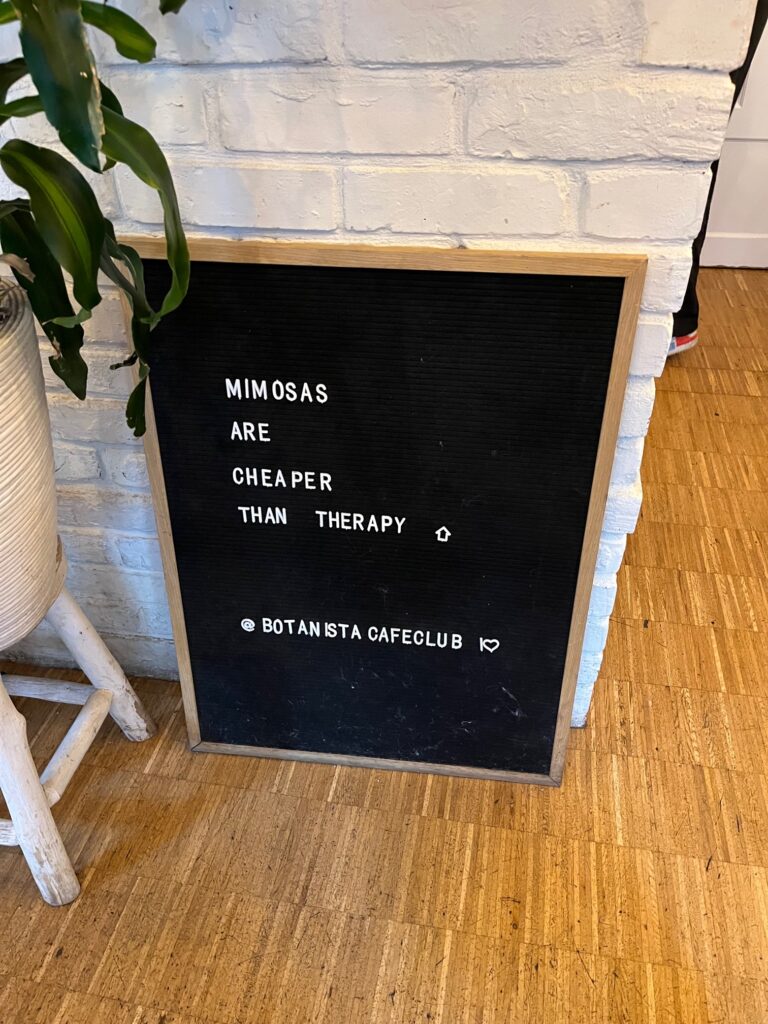 MIMOSAS
ARE
CHEAPER
THAN THERAPY ⇧
@ BOTANISTA CAFECLUB I♡